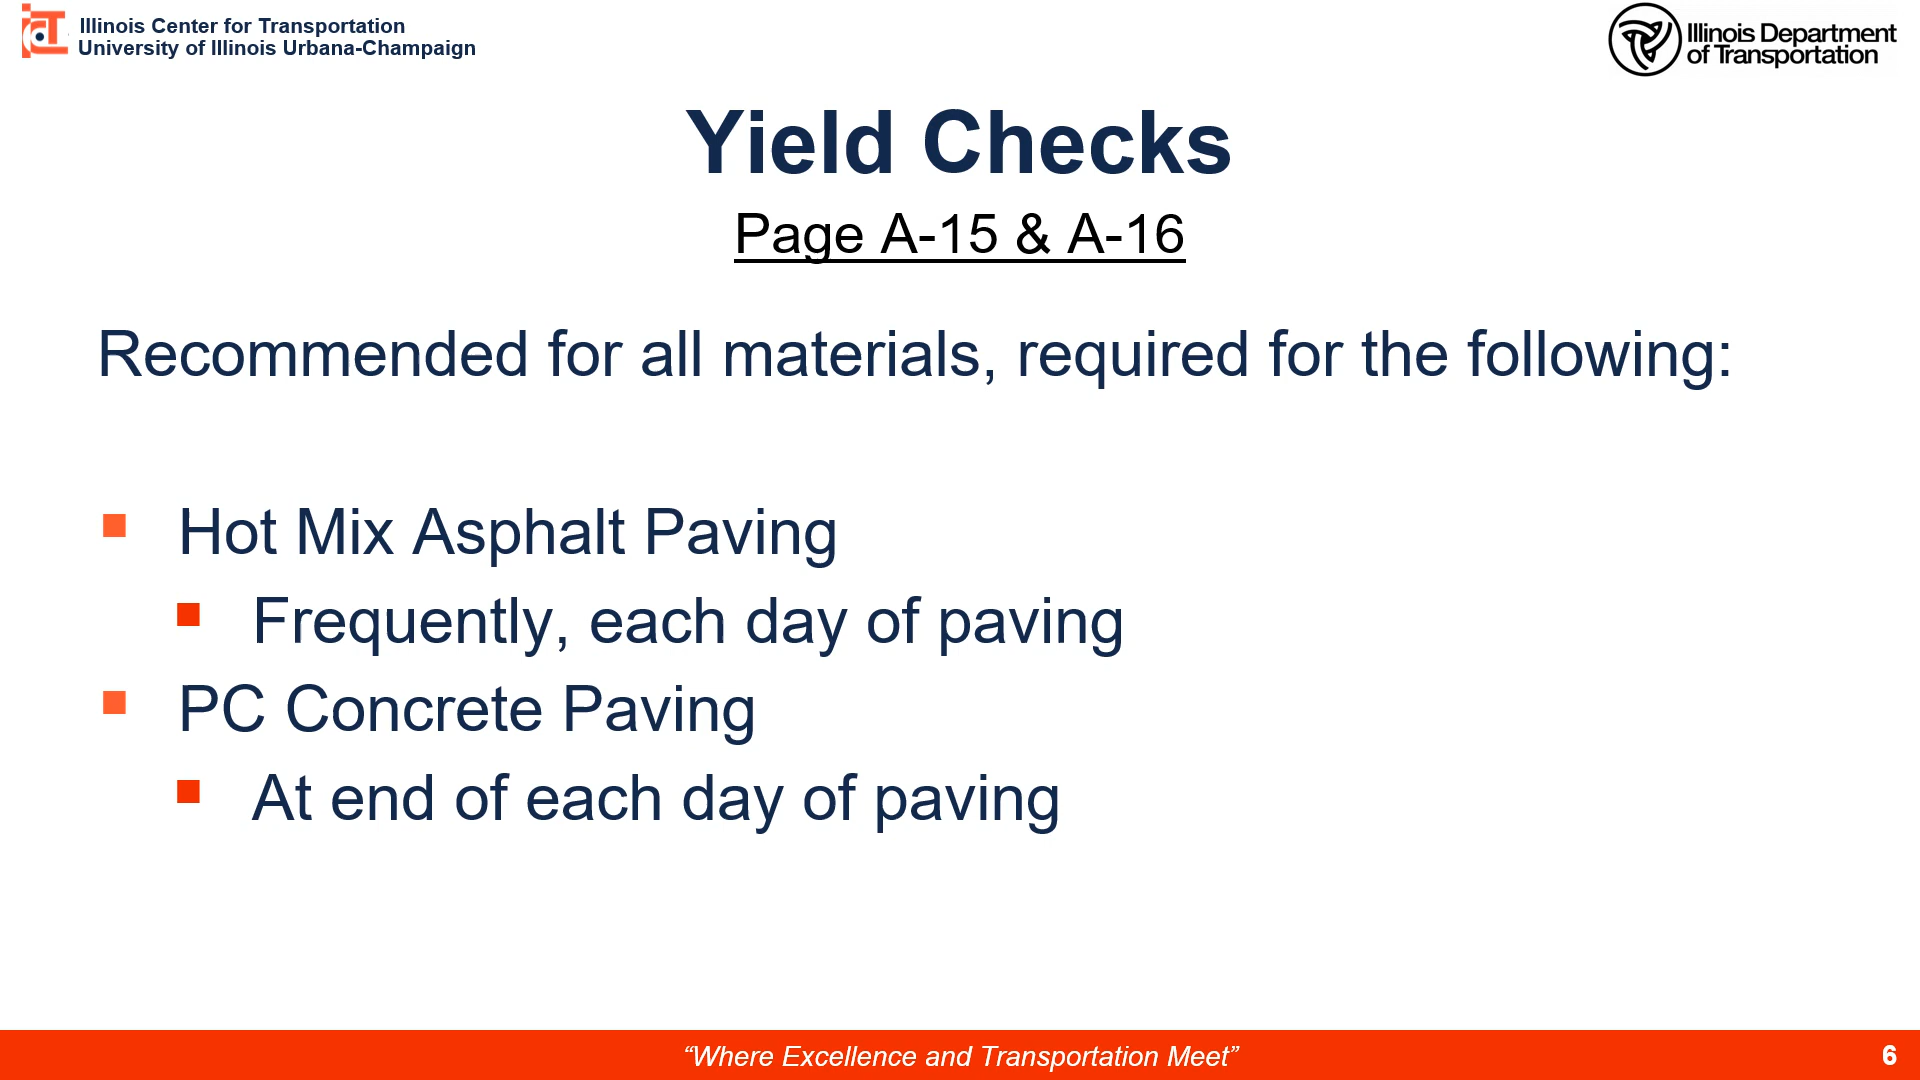 Illinois Center for Transportation
University of Illinois Urbana-Champaign
Illinois Department
of Transportation
Yield Checks
Page A-15 & A-16
Recommended for all materials, required for the following:
Hot Mix Asphalt Paving
Frequently, each day of paving
PC Concrete Paving
At end of each day of paving
“Where Excellence and Transportation Meet”
6